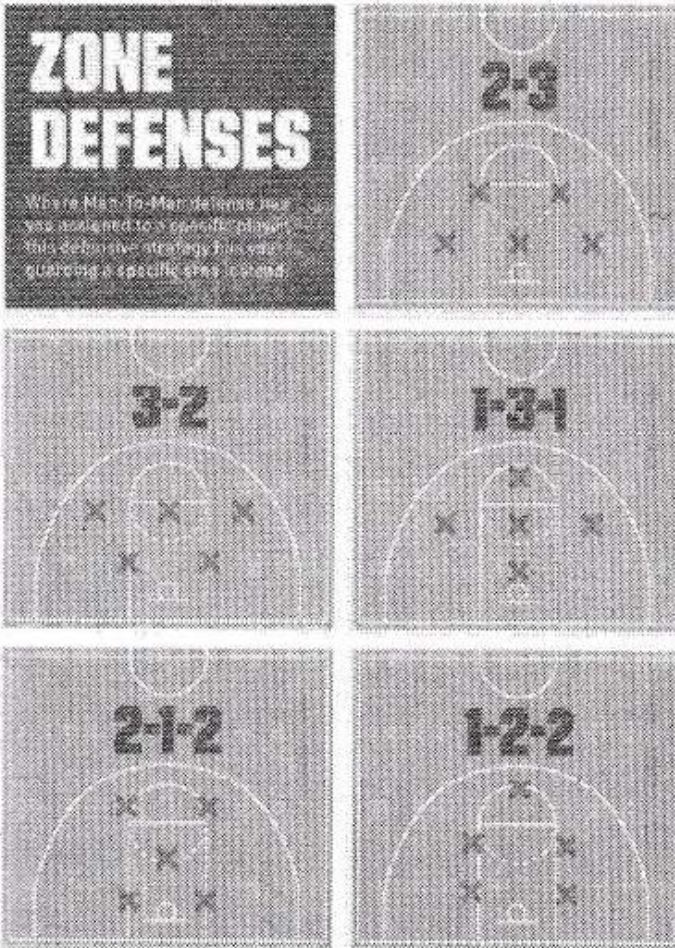 ZONE
DEFENSES
Where Man-To-Man defense has
you assigned to a specific player,
this defensive strategy has you
guarding a specific area instead.
2-3
3-2
1-3-1
2-1-2
1-2-2